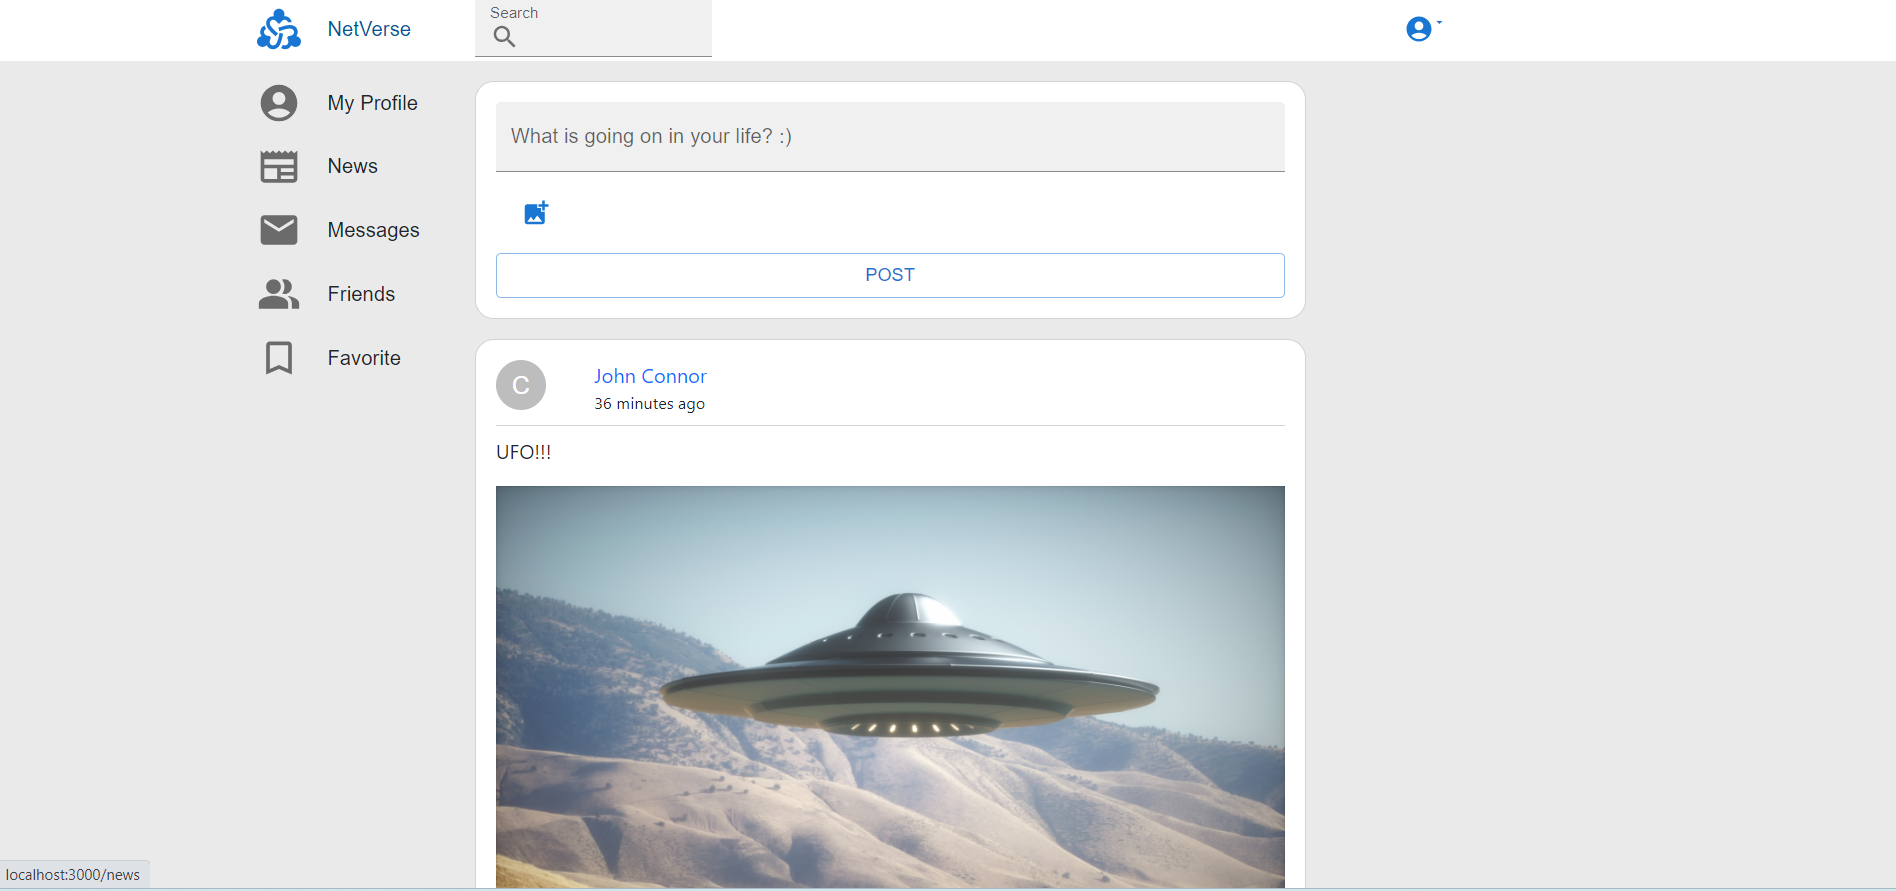 NetVerse
Search
My Profile
News
Messages
Friends
Favorite
What is going on in your life? :)
POST
C
John Connor
36 minutes ago
UFO!!!
localhost:3000/news